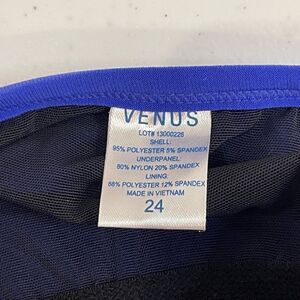 VENUS
LOT# 13000226
SHELL:
95% POLYESTER 5% SPANDEX
UNDERPANEL:
80% NYLON 20% SPANDEX
LINING:
88% POLYESTER 12% SPANDEX
MADE IN VIETNAM
24